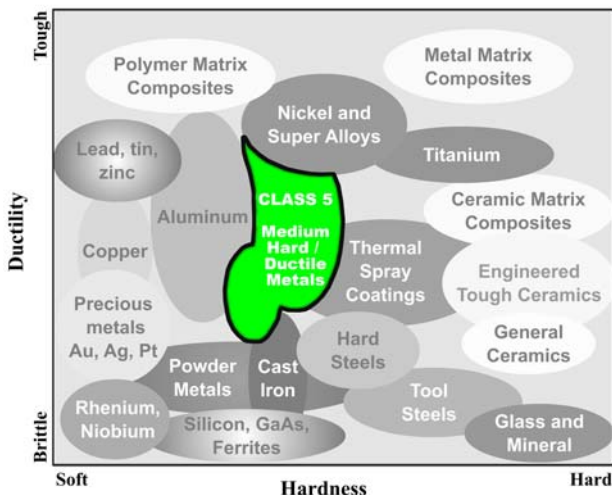 Tough
Ductility
Brittle
Polymer Matrix
Composites
Metal Matrix
Composites
Nickel and
Super Alloys
Lead, tin,
zinc
Titanium
Aluminum
CLASS 5
Medium
Hard /
Ductile
Metals
Ceramic Matrix
Composites
Copper
Thermal
Spray
Coatings
Engineered
Tough Ceramics
Precious
metals
Au, Ag, Pt
Hard
Steels
General
Ceramics
Powder
Metals
Cast
Iron
Tool
Steels
Rhenium,
Niobium
Silicon, GaAs,
Ferrites
Glass and
Mineral
Soft
Hardness
Hard